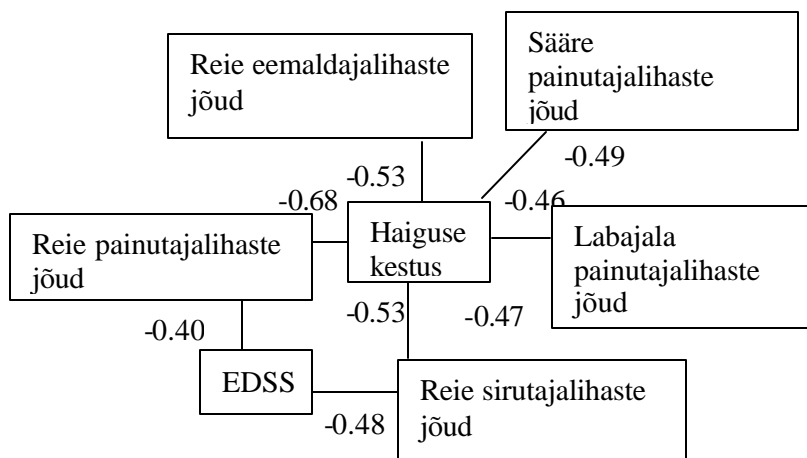 Sääre
painutajalihaste
jõud
Reie eemaldajalihaste
jõud
-0.49
-0.53
-0.68
-0.46
Reie painutajalihaste
jõud
Haiguse
kestus
Labajala
painutajalihaste
jõud
-0.40
-0.53
-0.47
EDSS
Reie sirutajalihaste
jõud
-0.48